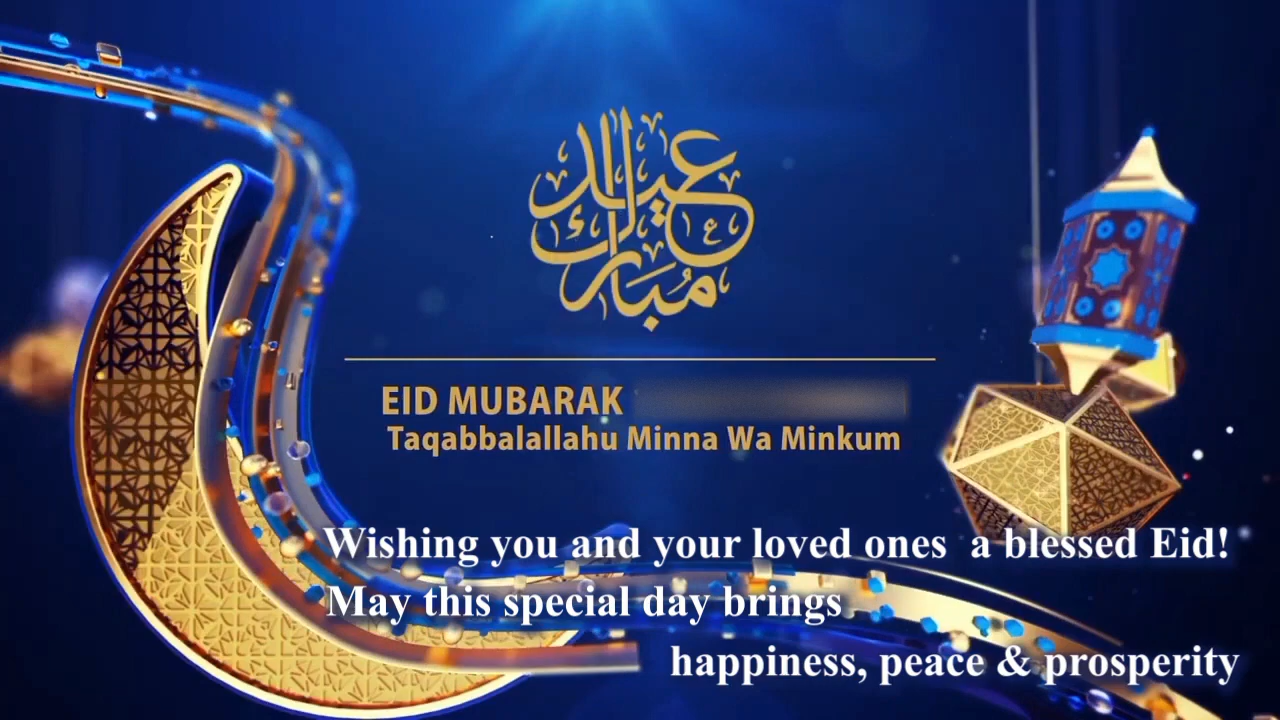 عيد مبارك
EID MUBARAK
Taqabbalallahu Minna Wa Minkum
Wishing you and your loved ones a blessed Eid!
May this special day brings
happiness, peace & prosperity